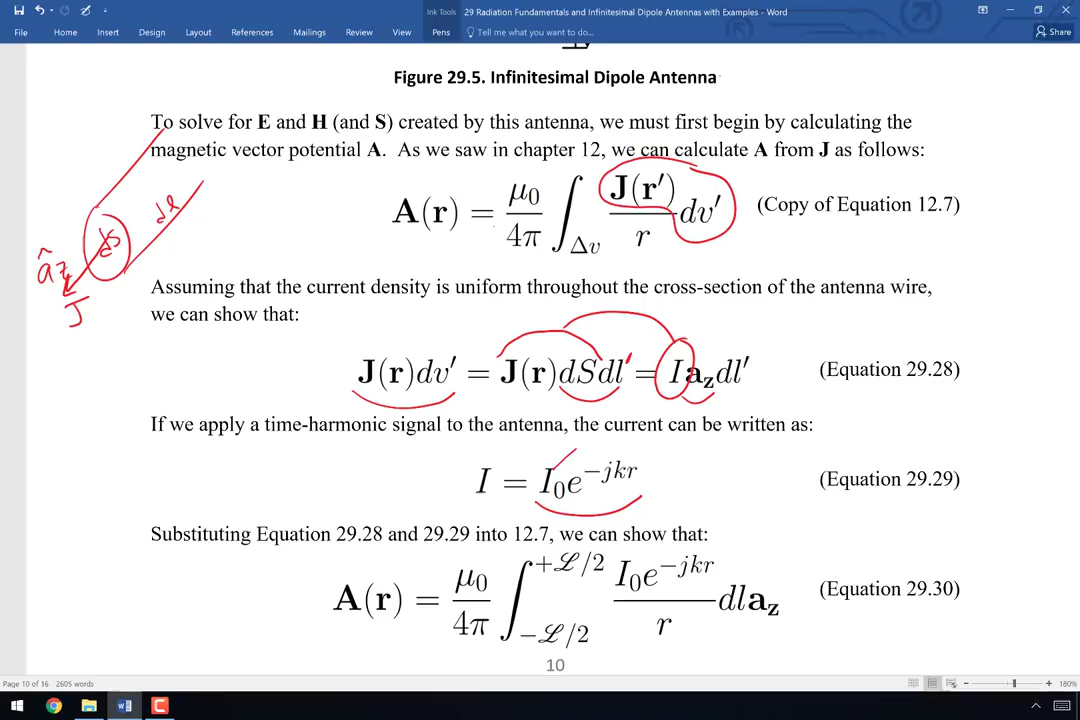 Ink Tools
29 Radiation Fundamentals and Infinitesimal Dipole Antennas with Examples - Word
File Home Insert Design Layout References Mailings Review View Pens Tell me what you want to do... Share
Figure 29.5. Infinitesimal Dipole Antenna
To solve for E and H (and S) created by this antenna, we must first begin by calculating the
magnetic vector potential A. As we saw in chapter 12, we can calculate A from J as follows:
A(r) = μ₀/4π ∫_Δv J(r′)/r dv′ (Copy of Equation 12.7)
dl
dS
â_z
J
Assuming that the current density is uniform throughout the cross-section of the antenna wire,
we can show that:
J(r)dv′ = J(r)dSdl′ = Ia_z dl′ (Equation 29.28)
If we apply a time-harmonic signal to the antenna, the current can be written as:
I = I₀e^{-jkr} (Equation 29.29)
Substituting Equation 29.28 and 29.29 into 12.7, we can show that:
A(r) = μ₀/4π ∫_{-ℒ/2}^{+ℒ/2} I₀e^{-jkr}/r dl a_z (Equation 29.30)
10
Page 10 of 16 2605 words 180%